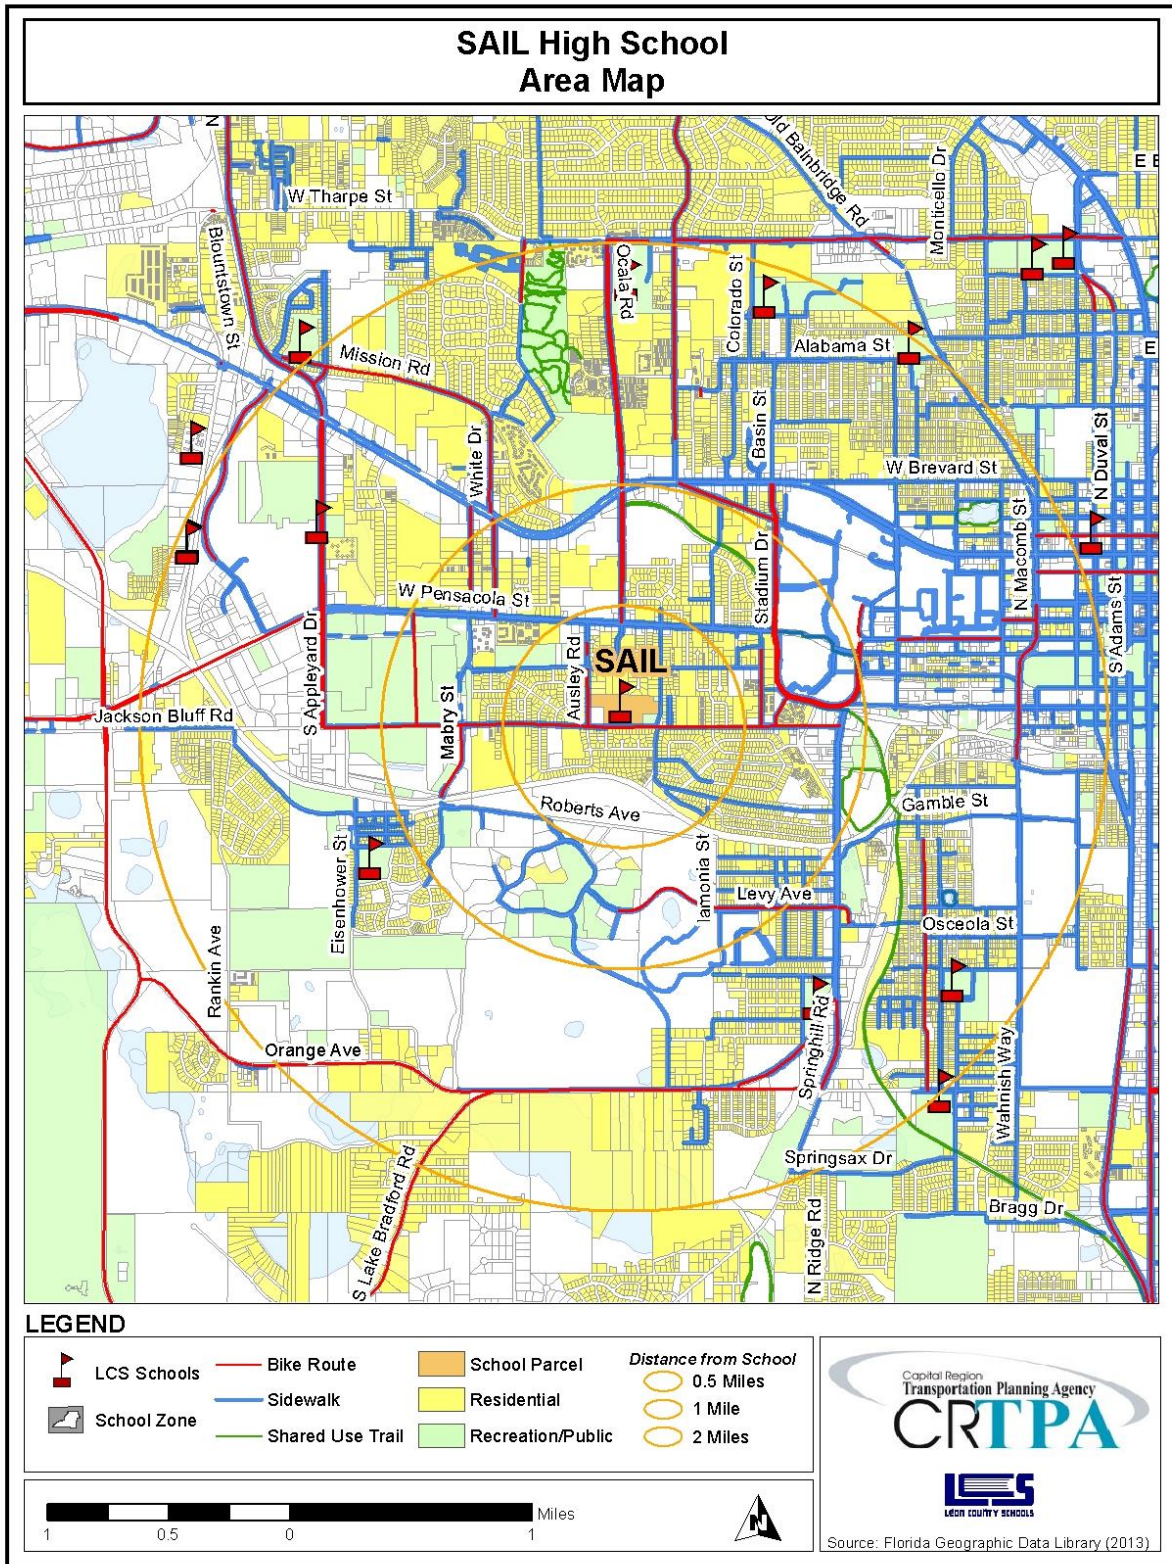 SAIL High School
Area Map
N
Old Bainbridge Rd
Monticello Dr
E E
W Tharpe St
Blountstown St
Ocala Rd
Colorado St
Alabama St
E
Mission Rd
Basin St
White Dr
W Brevard St
N Duval St
N Macomb St
Stadium Dr
W Pensacola St
S Adams St
S Appleyard Dr
Ausley Rd
SAIL
Mabry St
Jackson Bluff Rd
Roberts Ave
Gamble St
Iamonia St
Levy Ave
Eisenhower St
Osceola St
Rankin Ave
Springhill Rd
Orange Ave
Wahnish Way
Springsax Dr
S Lake Bradford Rd
N Ridge Rd
Bragg Dr
LEGEND
LCS Schools
School Zone
Bike Route
Sidewalk
Shared Use Trail
School Parcel
Residential
Recreation/Public
Distance from School
0.5 Miles
1 Mile
2 Miles
Capital Region
Transportation Planning Agency
CRTPA
LCS
LEON COUNTY SCHOOLS
Miles
1 0.5 0 1
N
Source: Florida Geographic Data Library (2013)